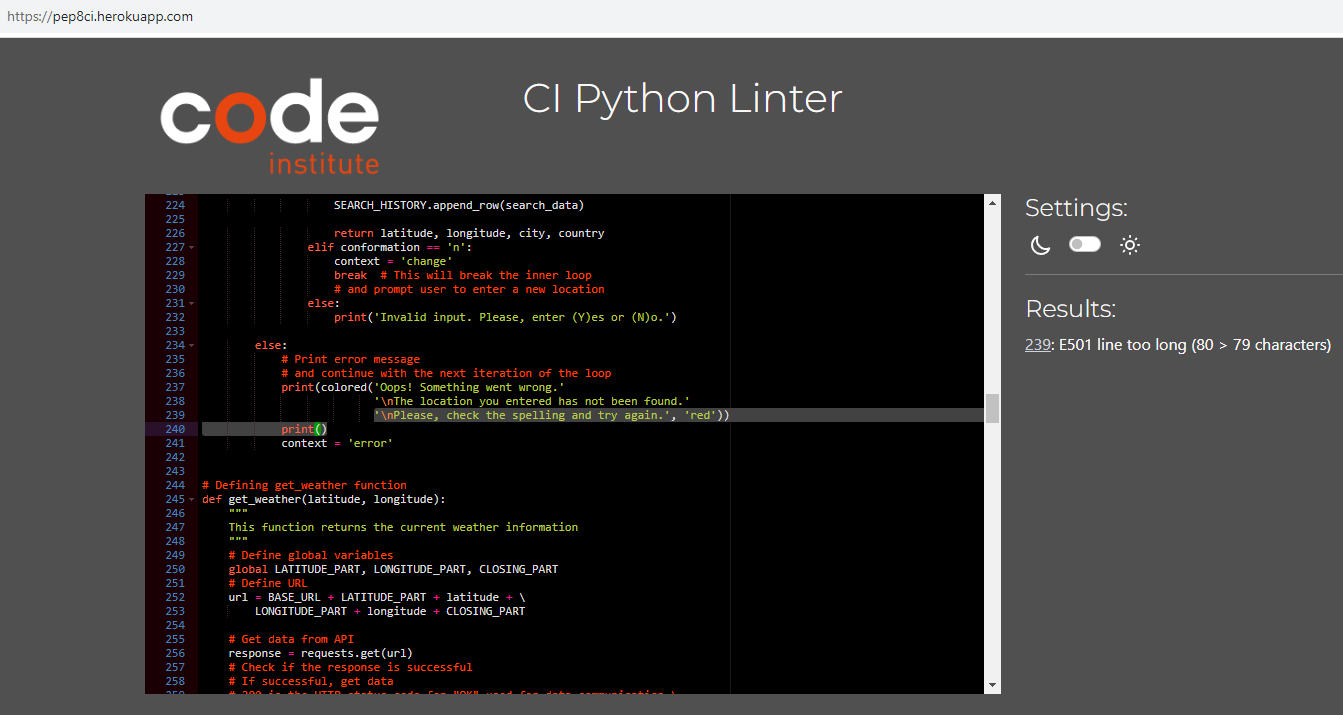 https://pep8ci.herokuapp.com
code
institute
CI Python Linter
224 SEARCH_HISTORY.append_row(search_data)
225
226 return latitude, longitude, city, country
227 elif conformation == 'n':
228 context = 'change'
229 break  # This will break the inner loop
230 # and prompt user to enter a new location
231 else:
232 print('Invalid input. Please, enter (Y)es or (N)o.')
233
234 else:
235 # Print error message
236 # and continue with the next iteration of the loop
237 print(colored('Oops! Something went wrong.'
238 '\nThe location you entered has not been found.'
239 '\nPlease, check the spelling and try again.', 'red'))
240 print()
241 context = 'error'
242
243
244 # Defining get_weather function
245 def get_weather(latitude, longitude):
246 """
247 This function returns the current weather information
248 """
249 # Define global variables
250 global LATITUDE_PART, LONGITUDE_PART, CLOSING_PART
251 # Define URL
252 url = BASE_URL + LATITUDE_PART + latitude + \
253 LONGITUDE_PART + longitude + CLOSING_PART
254
255 # Get data from API
256 response = requests.get(url)
257 # Check if the response is successful
258 # If successful, get data
Settings:
Results:
239: E501 line too long (80 > 79 characters)